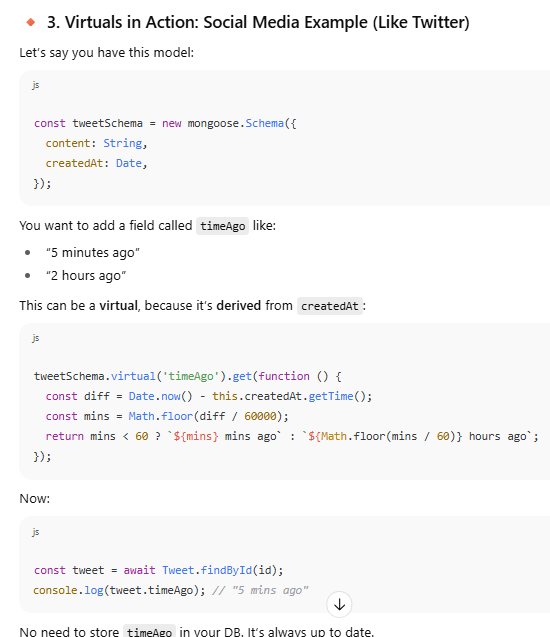 3. Virtuals in Action: Social Media Example (Like Twitter)
Let's say you have this model:
js
const tweetSchema = new mongoose.Schema({
  content: String,
  createdAt: Date,
});
You want to add a field called timeAgo like:
• "5 minutes ago"
• "2 hours ago"
This can be a virtual, because it's derived from createdAt:
js
tweetSchema.virtual('timeAgo').get(function () {
  const diff = Date.now() - this.createdAt.getTime();
  const mins = Math.floor(diff / 60000);
  return mins < 60 ? `${mins} mins ago` : `${Math.floor(mins / 60)} hours ago`;
});
Now:
js
const tweet = await Tweet.findById(id);
console.log(tweet.timeAgo); // "5 mins ago"
No need to store timeAgo in your DB. It's always up to date.